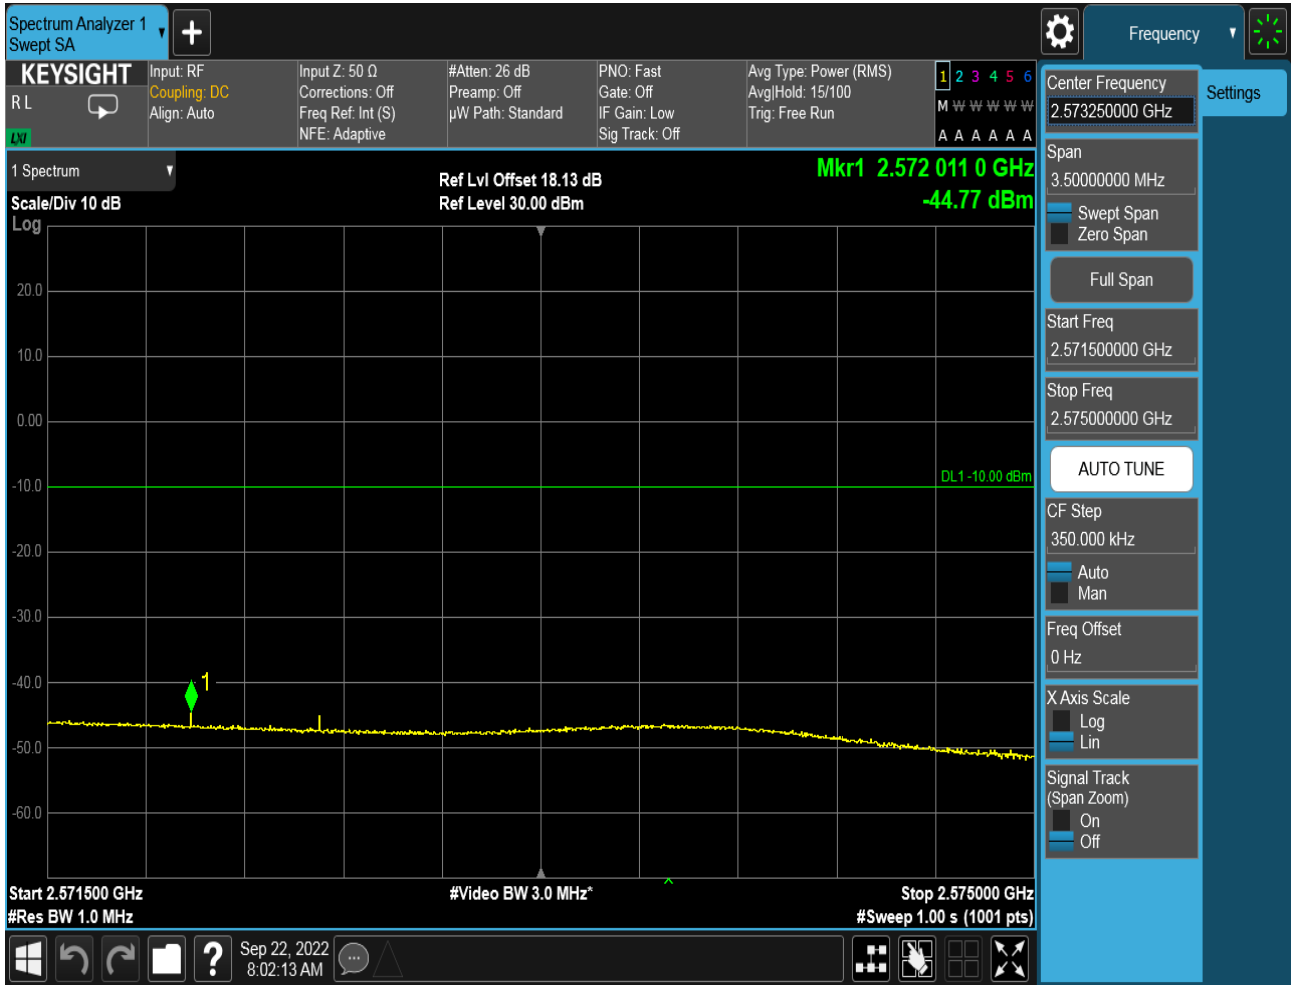 Spectrum Analyzer 1
Swept SA
Frequency
KEYSIGHT
R L
LXI
Input: RF
Coupling: DC
Align: Auto
Input Z: 50 Ω
Corrections: Off
Freq Ref: Int (S)
NFE: Adaptive
#Atten: 26 dB
Preamp: Off
µW Path: Standard
PNO: Fast
Gate: Off
IF Gain: Low
Sig Track: Off
Avg Type: Power (RMS)
Avg|Hold: 15/100
Trig: Free Run
1 2 3 4 5 6
M W W W W W
A A A A A A
1 Spectrum
Scale/Div 10 dB
Log
Ref Lvl Offset 18.13 dB
Ref Level 30.00 dBm
Mkr1 2.572 011 0 GHz
-44.77 dBm
20.0
10.0
0.00
DL1 -10.00 dBm
-10.0
-20.0
-30.0
-40.0
1
-50.0
-60.0
Start 2.571500 GHz
#Video BW 3.0 MHz*
Stop 2.575000 GHz
#Res BW 1.0 MHz
#Sweep 1.00 s (1001 pts)
Center Frequency
2.573250000 GHz
Settings
Span
3.50000000 MHz
Swept Span
Zero Span
Full Span
Start Freq
2.571500000 GHz
Stop Freq
2.575000000 GHz
AUTO TUNE
CF Step
350.000 kHz
Auto
Man
Freq Offset
0 Hz
X Axis Scale
Log
Lin
Signal Track
(Span Zoom)
On
Off
?
Sep 22, 2022
8:02:13 AM